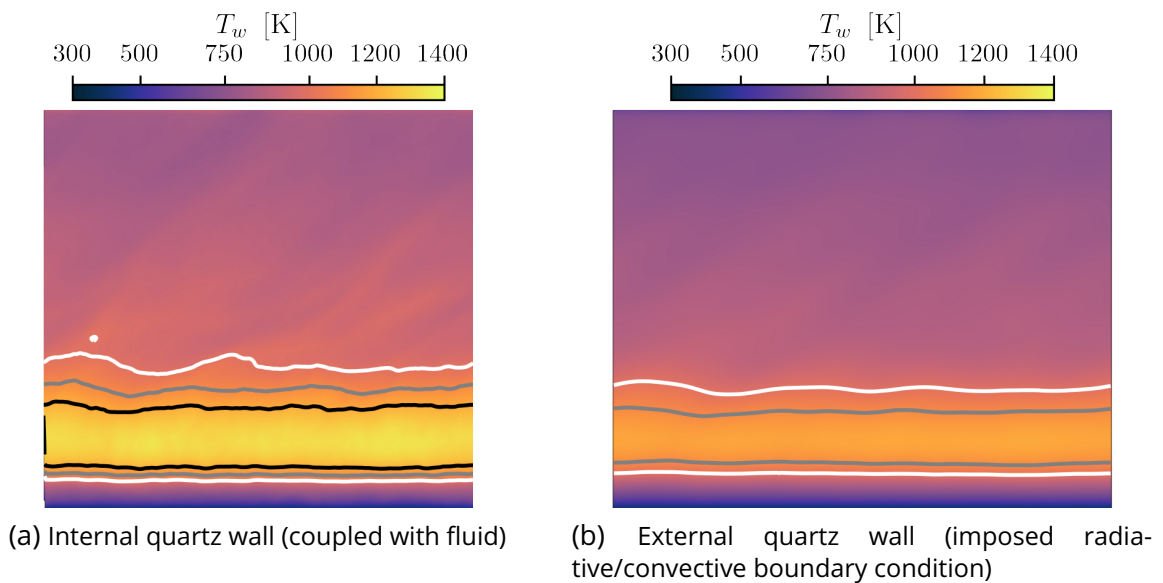 T_w [K]
300 500 750 1000 1200 1400
T_w [K]
300 500 750 1000 1200 1400
(a) Internal quartz wall (coupled with fluid)
(b) External quartz wall (imposed radia-
tive/convective boundary condition)